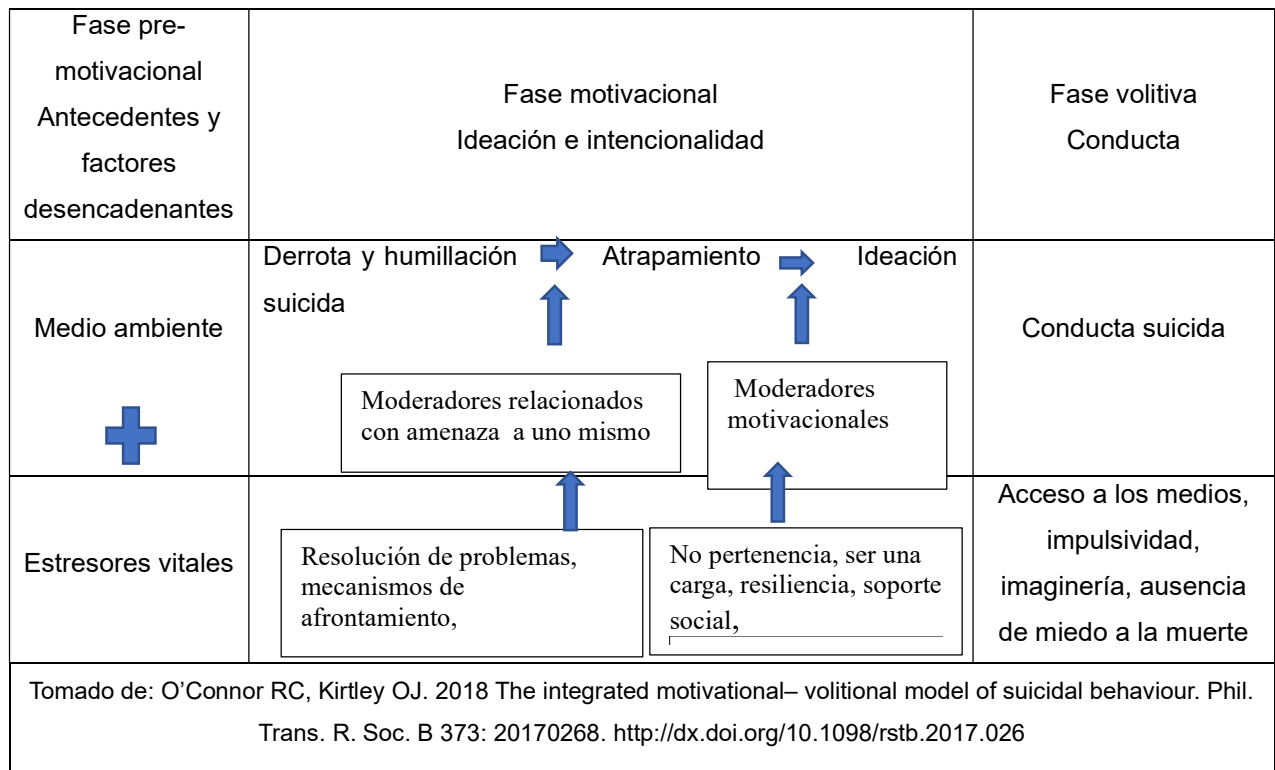 Fase pre-
motivacional
Antecedentes y
factores
desencadenantes
Fase motivacional
Ideación e intencionalidad
Fase volitiva
Conducta
Medio ambiente
Derrota y humillación Atrapamiento Ideación
suicida
Moderadores relacionados
con amenaza a uno mismo
Moderadores
motivacionales
Conducta suicida
Estresores vitales
Resolución de problemas,
mecanismos de
afrontamiento,
No pertenencia, ser una
carga, resiliencia, soporte
social,
Acceso a los medios,
impulsividad,
imaginería, ausencia
de miedo a la muerte
Tomado de: O’Connor RC, Kirtley OJ. 2018 The integrated motivational– volitional model of suicidal behaviour. Phil.
Trans. R. Soc. B 373: 20170268. http://dx.doi.org/10.1098/rstb.2017.026